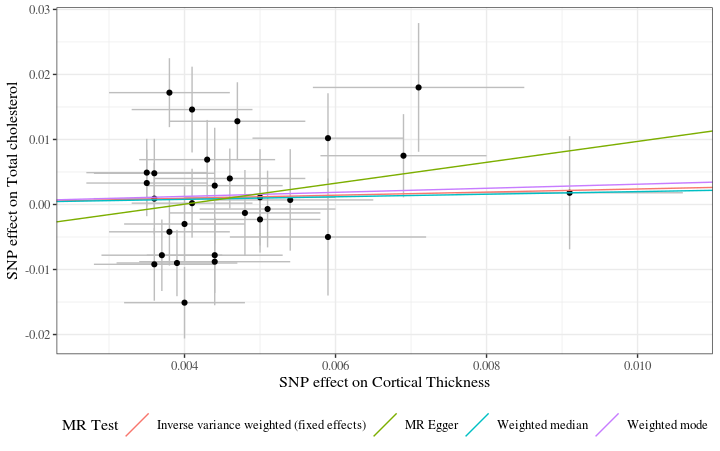 SNP effect on Total cholesterol
0.03
0.02
0.01
0.00
-0.01
-0.02
0.004
0.006
0.008
0.010
SNP effect on Cortical Thickness
MR Test
Inverse variance weighted (fixed effects)
MR Egger
Weighted median
Weighted mode